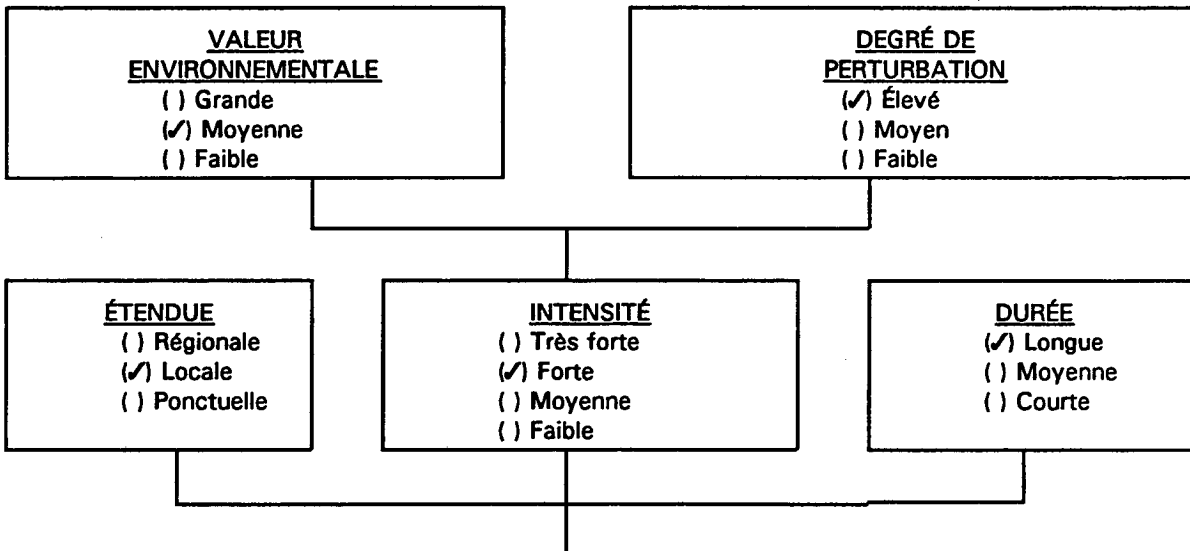 VALEUR
ENVIRONNEMENTALE
( ) Grande
(✓) Moyenne
( ) Faible
DEGRÉ DE
PERTURBATION
(✓) Élevé
( ) Moyen
( ) Faible
ÉTENDUE
( ) Régionale
(✓) Locale
( ) Ponctuelle
INTENSITÉ
( ) Très forte
(✓) Forte
( ) Moyenne
( ) Faible
DURÉE
(✓) Longue
( ) Moyenne
( ) Courte